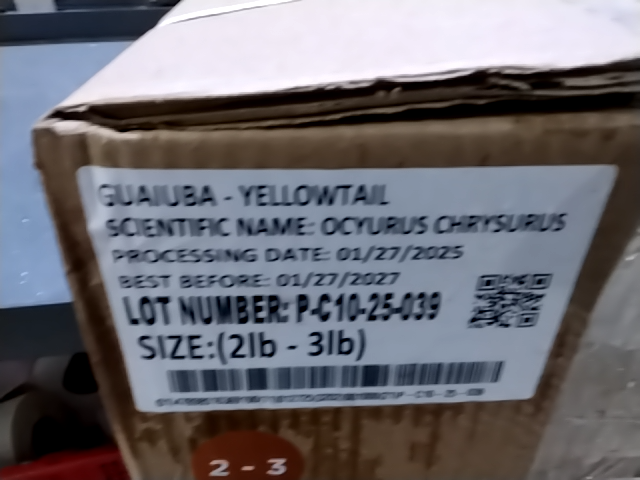 GUAIUBA - YELLOWTAIL
SCIENTIFIC NAME: OCYURUS CHRYSURUS
PROCESSING DATE: 01/27/2025
BEST BEFORE: 01/27/2027
LOT NUMBER: P-C10-25-039
SIZE:(2lb - 3lb)
2 - 3